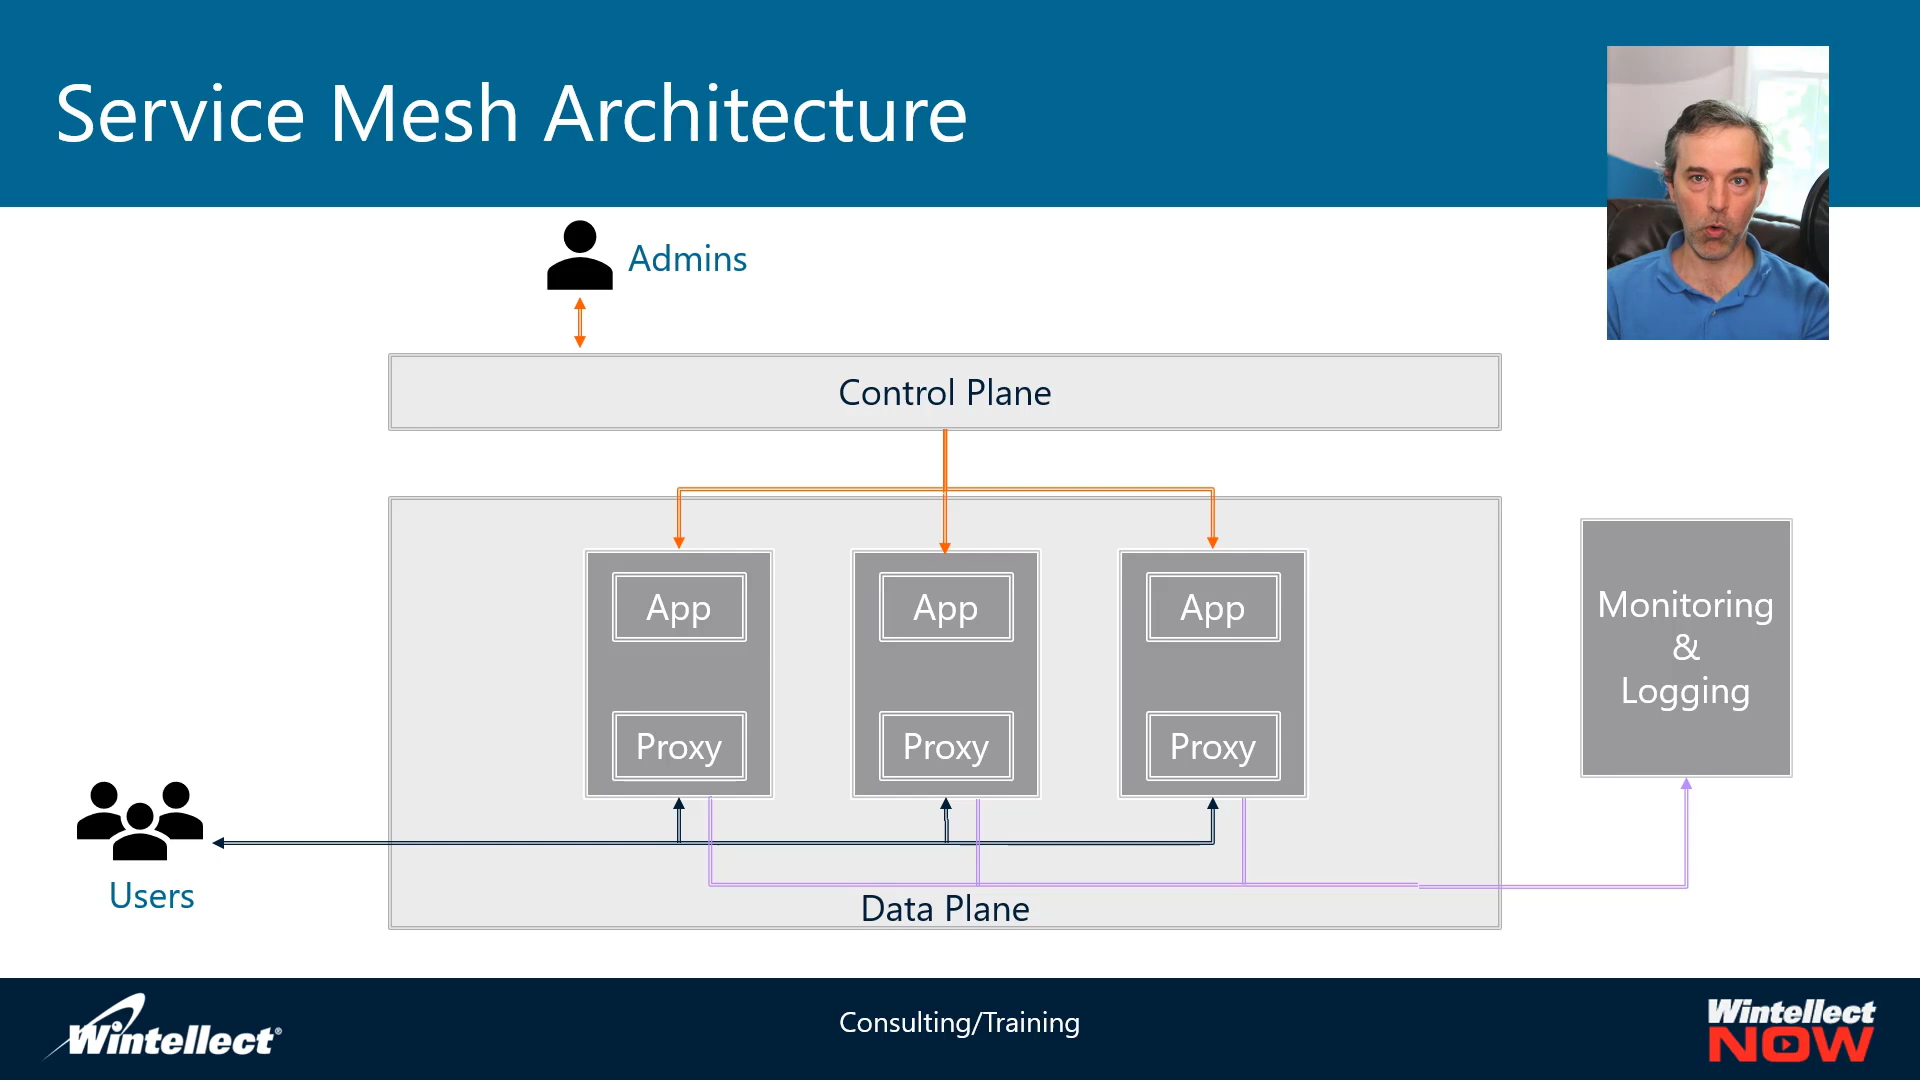 Service Mesh Architecture
Admins
Control Plane
App
App
App
Proxy
Proxy
Proxy
Monitoring
&
Logging
Users
Data Plane
Wintellect®
Consulting/Training
Wintellect
NOW